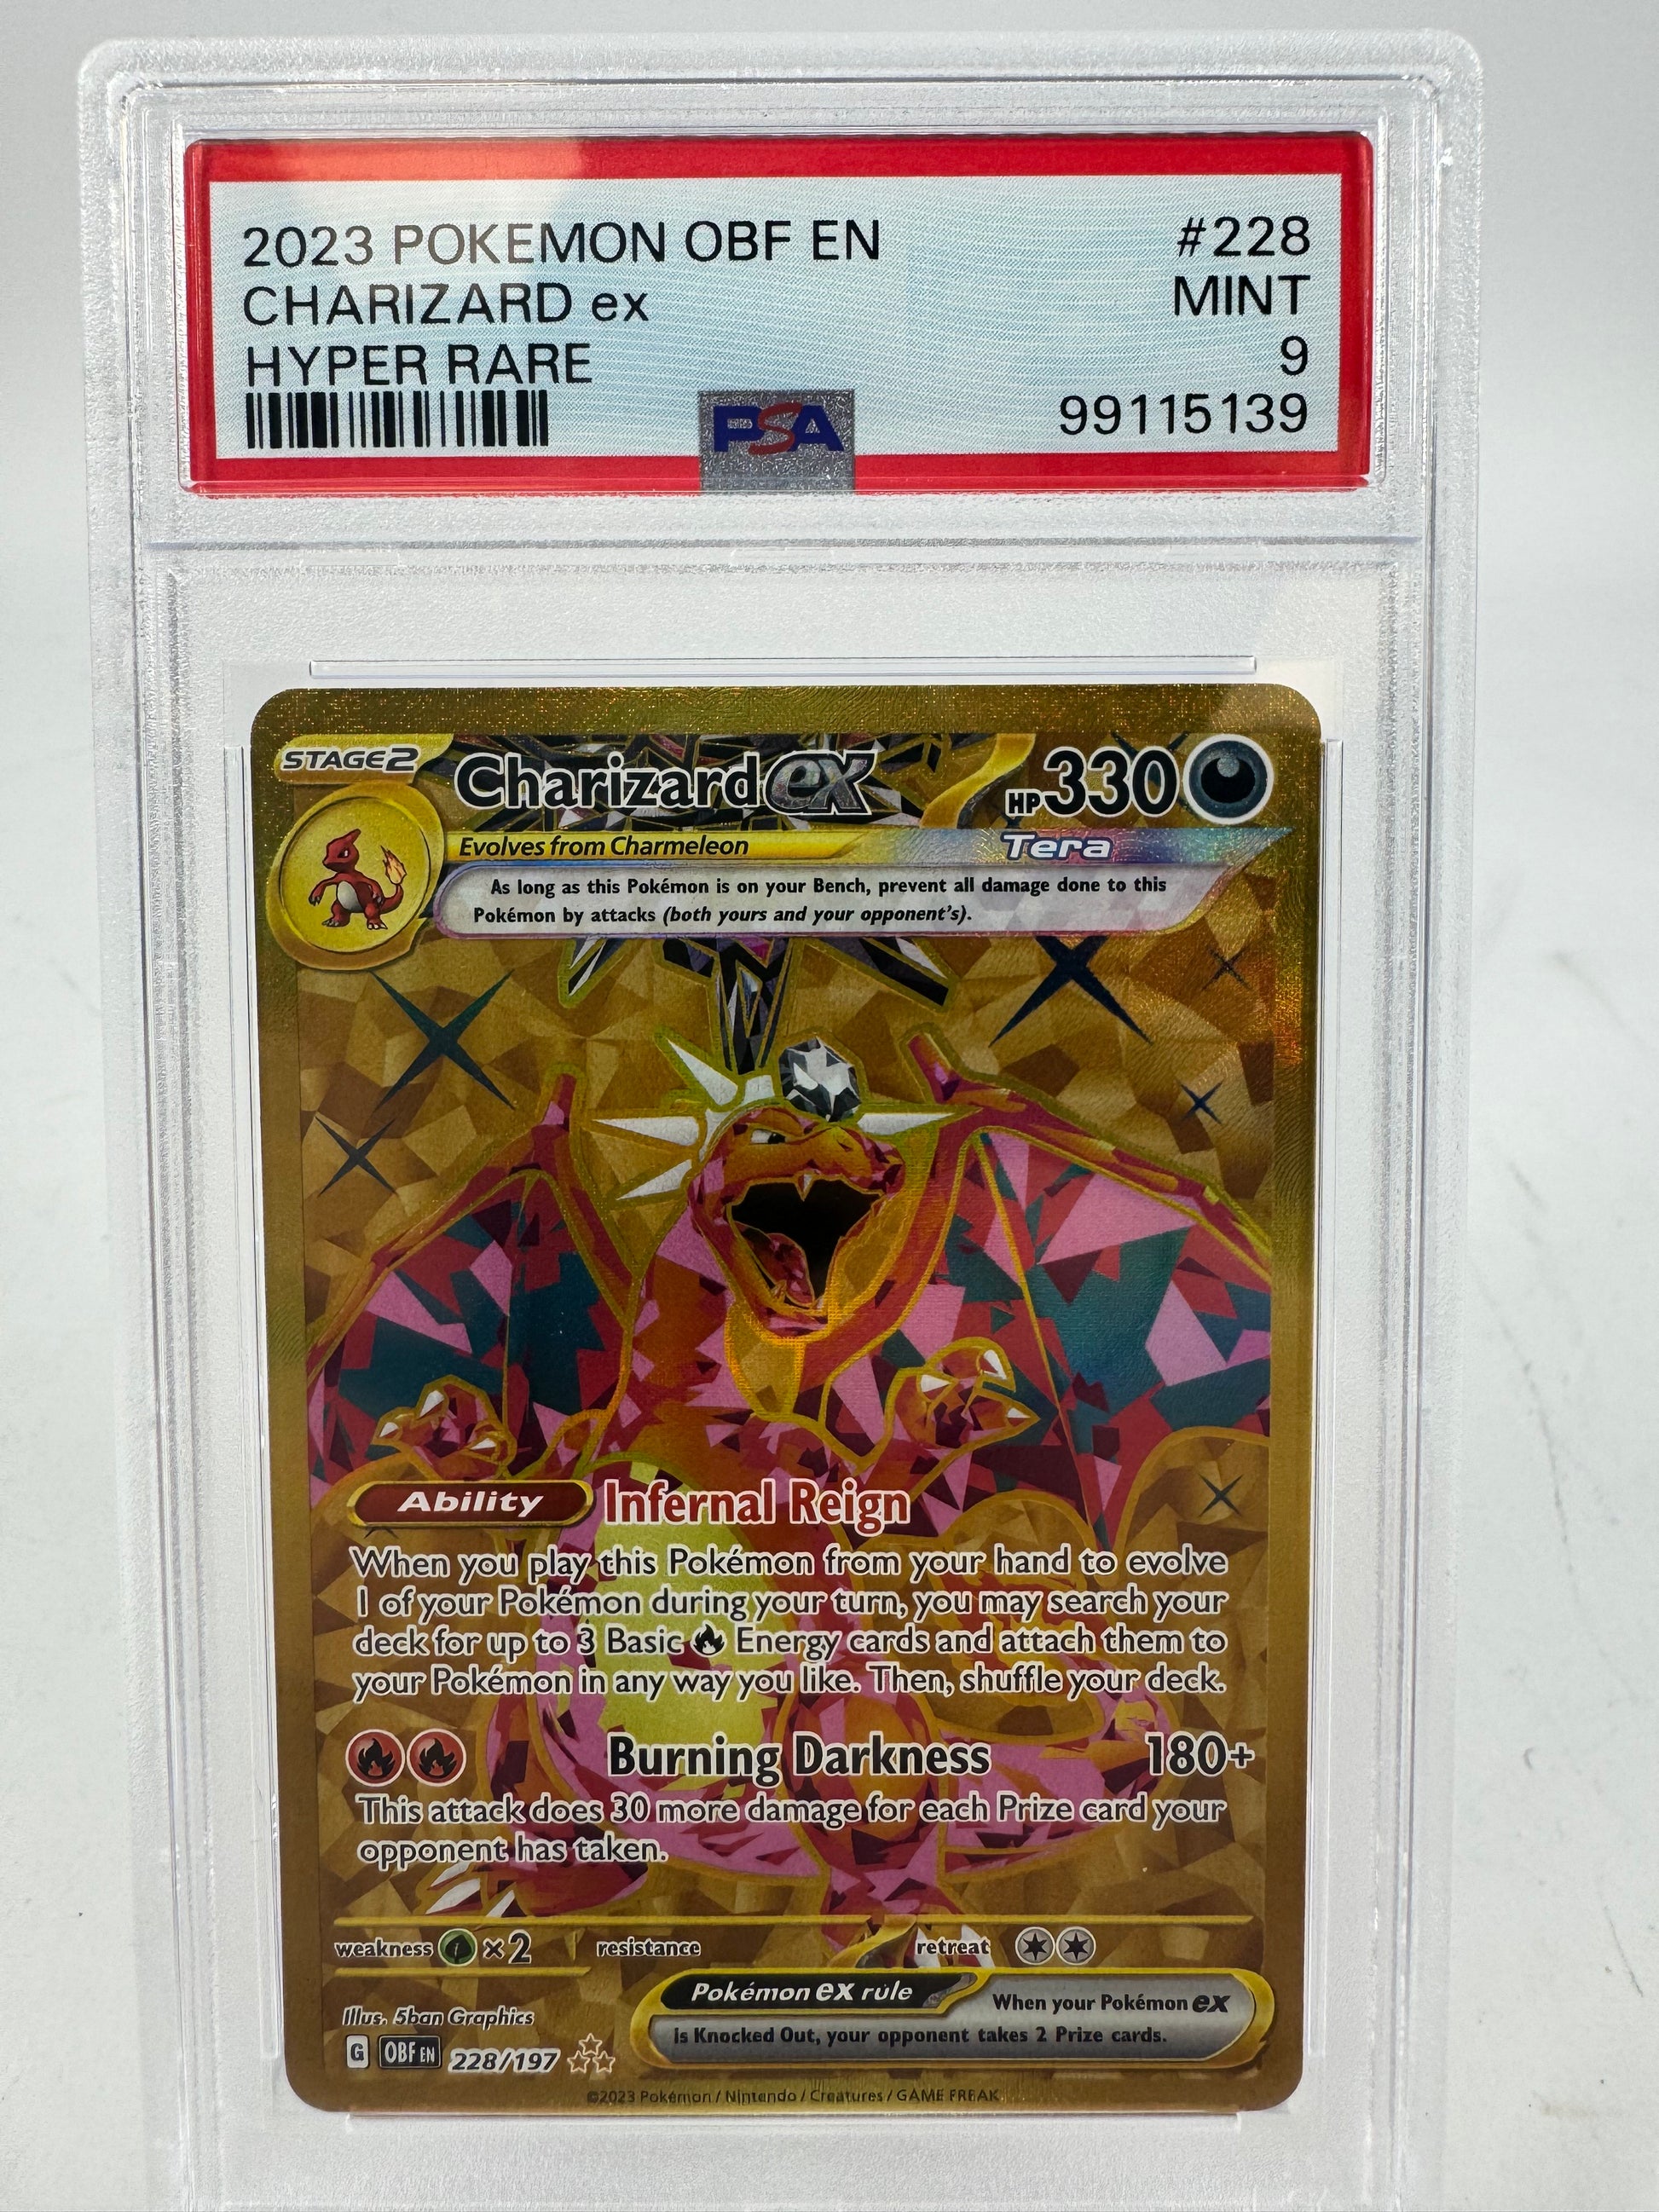 2023 POKEMON OBF EN #228
CHARIZARD ex MINT
HYPER RARE 9
PSA 99115139
STAGE2 Charizard ex HP 330
Evolves from Charmeleon Tera
As long as this Pokémon is on your Bench, prevent all damage done to this
Pokémon by attacks (both yours and your opponent's).
Ability Infernal Reign
When you play this Pokémon from your hand to evolve
1 of your Pokémon during your turn, you may search your
deck for up to 3 Basic Energy cards and attach them to
your Pokémon in any way you like. Then, shuffle your deck.
Burning Darkness 180+
This attack does 30 more damage for each Prize card your
opponent has taken.
weakness ×2 resistance retreat
Pokémon ex rule When your Pokémon ex
is Knocked Out, your opponent takes 2 Prize cards.
Illus. 5ban Graphics
G OBF EN 228/197
©2023 Pokémon / Nintendo / Creatures / GAME FREAK